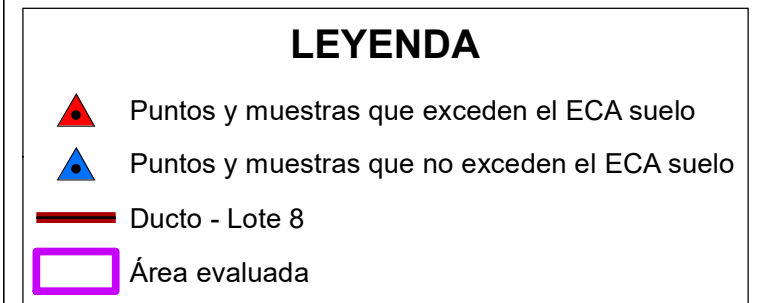 LEYENDA
Puntos y muestras que exceden el ECA suelo
Puntos y muestras que no exceden el ECA suelo
Ducto - Lote 8
Área evaluada